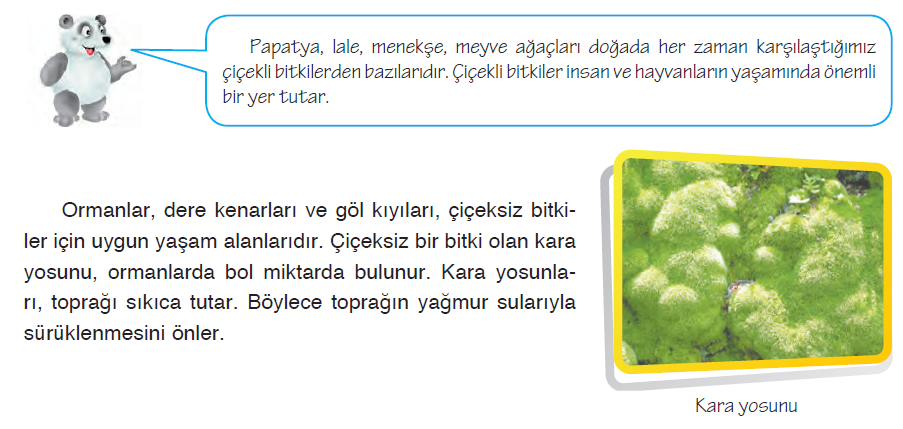 Papatya, lale, menekşe, meyve ağaçları doğada her zaman karşılaştığımız
çiçekli bitkilerden bazılarıdır. Çiçekli bitkiler insan ve hayvanların yaşamında önemli
bir yer tutar.
Ormanlar, dere kenarları ve göl kıyıları, çiçeksiz bitki-
ler için uygun yaşam alanlarıdır. Çiçeksiz bir bitki olan kara
yosunu, ormanlarda bol miktarda bulunur. Kara yosunla-
rı, toprağı sıkıca tutar. Böylece toprağın yağmur sularıyla
sürüklenmesini önler.
Kara yosunu